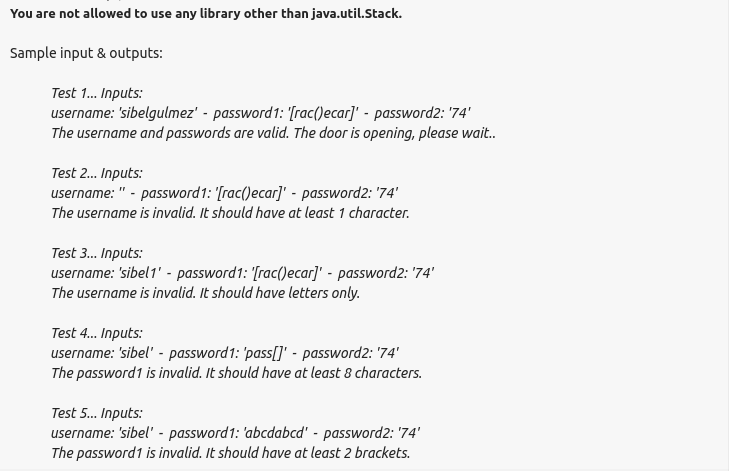 You are not allowed to use any library other than java.util.Stack.
Sample input & outputs:
Test 1... Inputs:
username: 'sibelgulmez' - password1: '[rac()ecar]' - password2: '74'
The username and passwords are valid. The door is opening, please wait..
Test 2... Inputs:
username: '' - password1: '[rac()ecar]' - password2: '74'
The username is invalid. It should have at least 1 character.
Test 3... Inputs:
username: 'sibel1' - password1: '[rac()ecar]' - password2: '74'
The username is invalid. It should have letters only.
Test 4... Inputs:
username: 'sibel' - password1: 'pass[]' - password2: '74'
The password1 is invalid. It should have at least 8 characters.
Test 5... Inputs:
username: 'sibel' - password1: 'abcdabcd' - password2: '74'
The password1 is invalid. It should have at least 2 brackets.